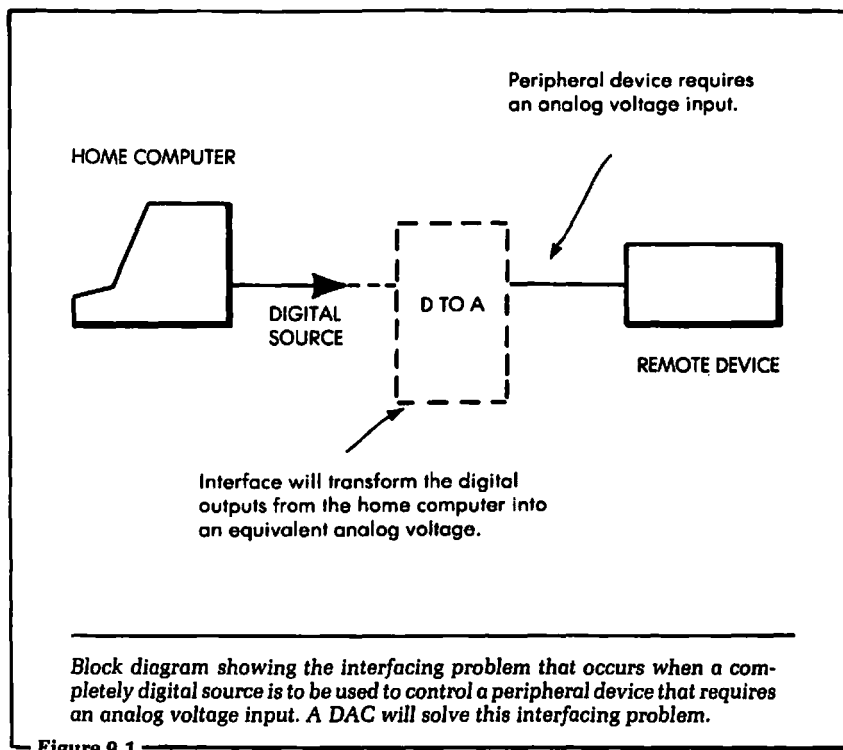 Peripheral device requires
an analog voltage input.
HOME COMPUTER
DIGITAL
SOURCE
D TO A
REMOTE DEVICE
Interface will transform the digital
outputs from the home computer into
an equivalent analog voltage.
Block diagram showing the interfacing problem that occurs when a com-
pletely digital source is to be used to control a peripheral device that requires
an analog voltage input. A DAC will solve this interfacing problem.
Figure 9.1